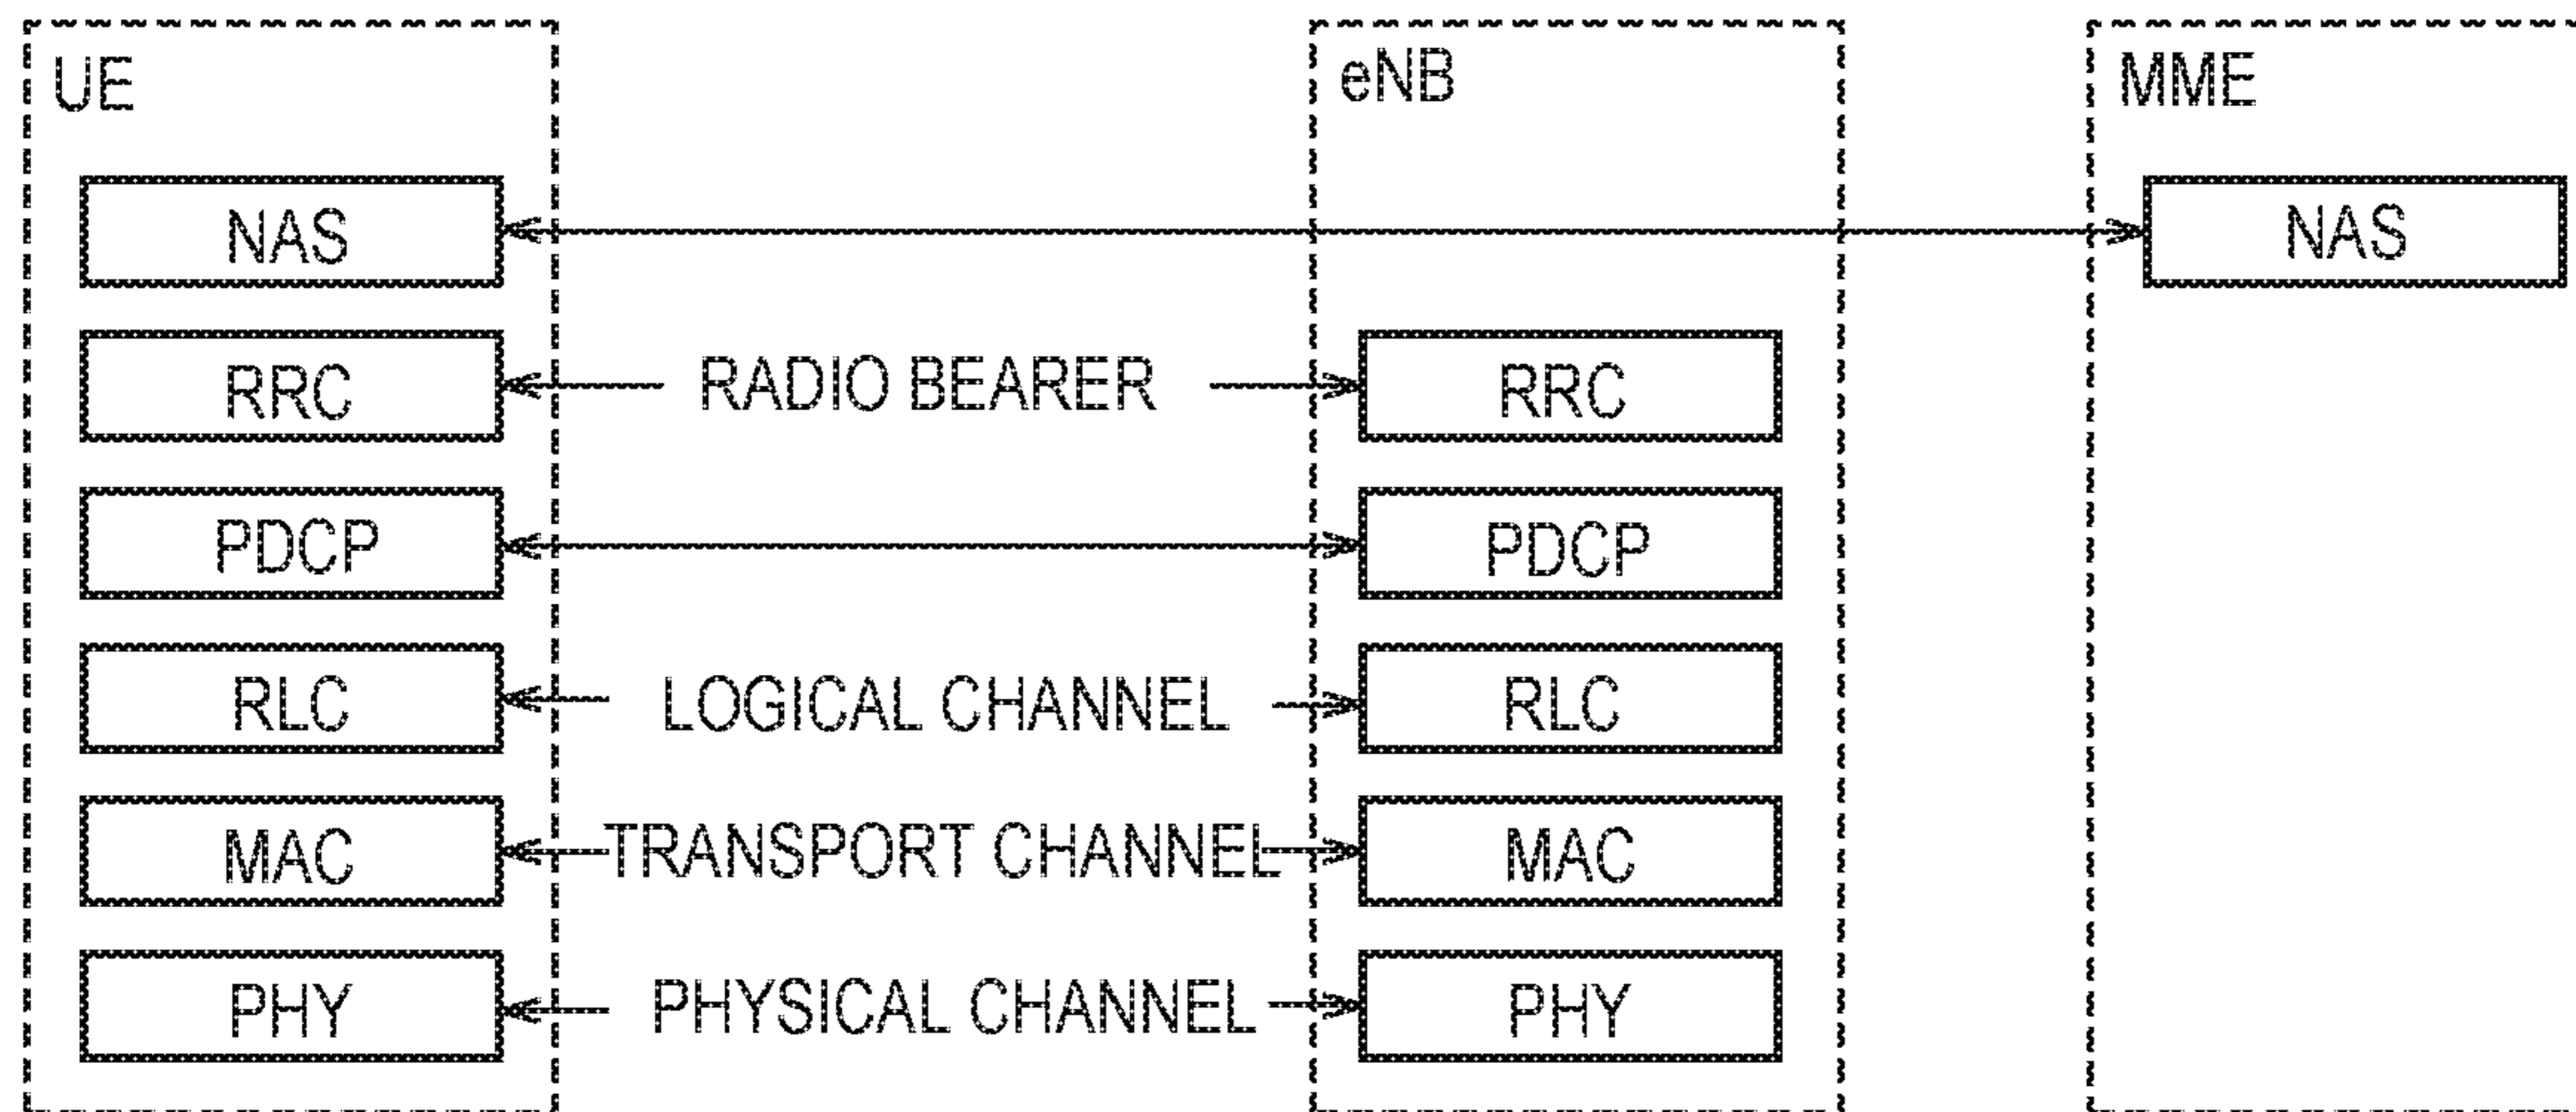 UE
eNB
MME
NAS
NAS
RRC
RADIO BEARER
RRC
PDCP
PDCP
RLC
LOGICAL CHANNEL
RLC
MAC
TRANSPORT CHANNEL
MAC
PHY
PHYSICAL CHANNEL
PHY